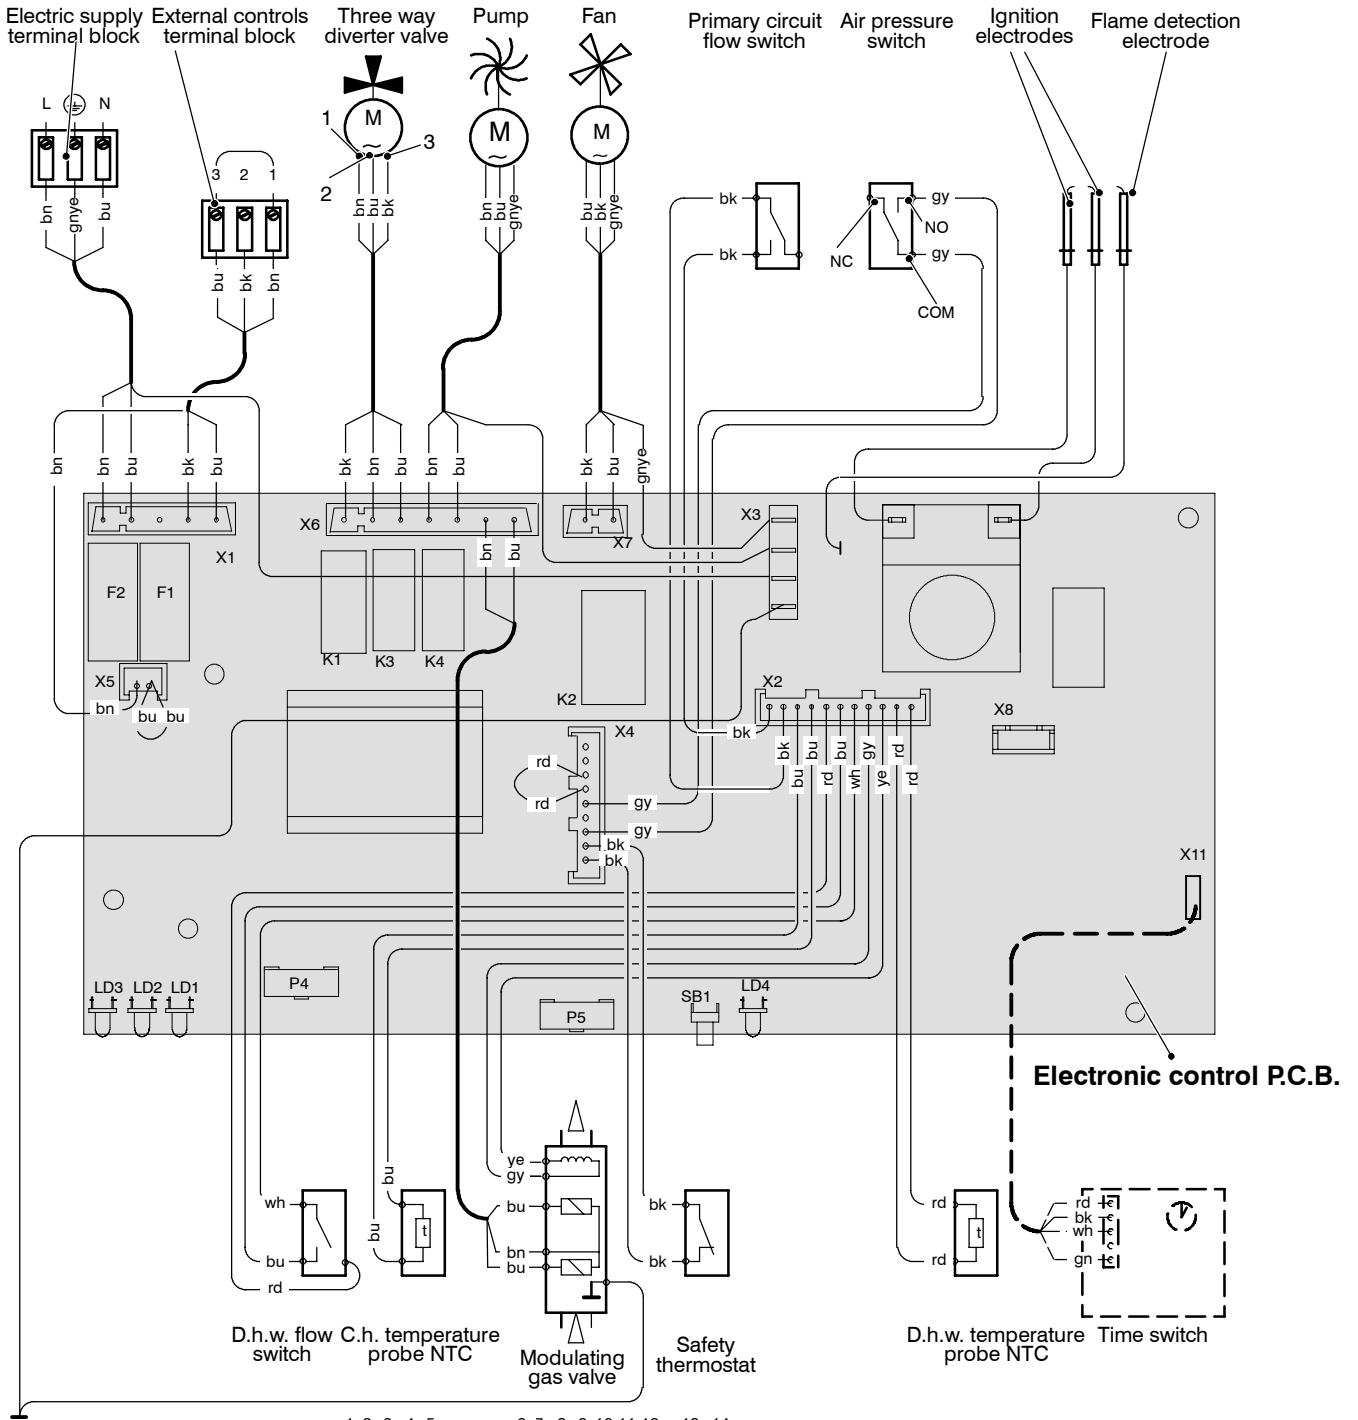 Electric supply
terminal block
External controls
terminal block
Three way
diverter valve
Pump
Fan
Primary circuit
flow switch
Air pressure
switch
Ignition
electrodes
Flame detection
electrode
L N
M
M
M
1
2
3
3 2 1
bn
gnye
bu
bu
bk
bn
bn
bu
bk
bn
bu
gnye
bu
bk
gnye
bk
bk
gy
gy
NO
NC
COM
bn
bn
bu
bk
bu
bk
bn
bu
bn
bu
bk
bu
gnye
X1
X6
X7
X3
bn
bu
F2
F1
K1
K3
K4
K2
X5
bn
bu
bu
X4
X2
X8
bk
rd
rd
gy
gy
bk
bk
bk
bu
bu
rd
bu
wh
gy
ye
rd
rd
X11
P4
P5
LD3
LD2
LD1
SB1
LD4
Electronic control P.C.B.
wh
bu
rd
bu
bu
t
ye
gy
bu
bn
bu
bk
bk
rd
rd
t
rd
bk
wh
gn
D.h.w. flow
switch
C.h. temperature
probe NTC
Modulating
gas valve
Safety
thermostat
D.h.w. temperature
probe NTC
Time switch